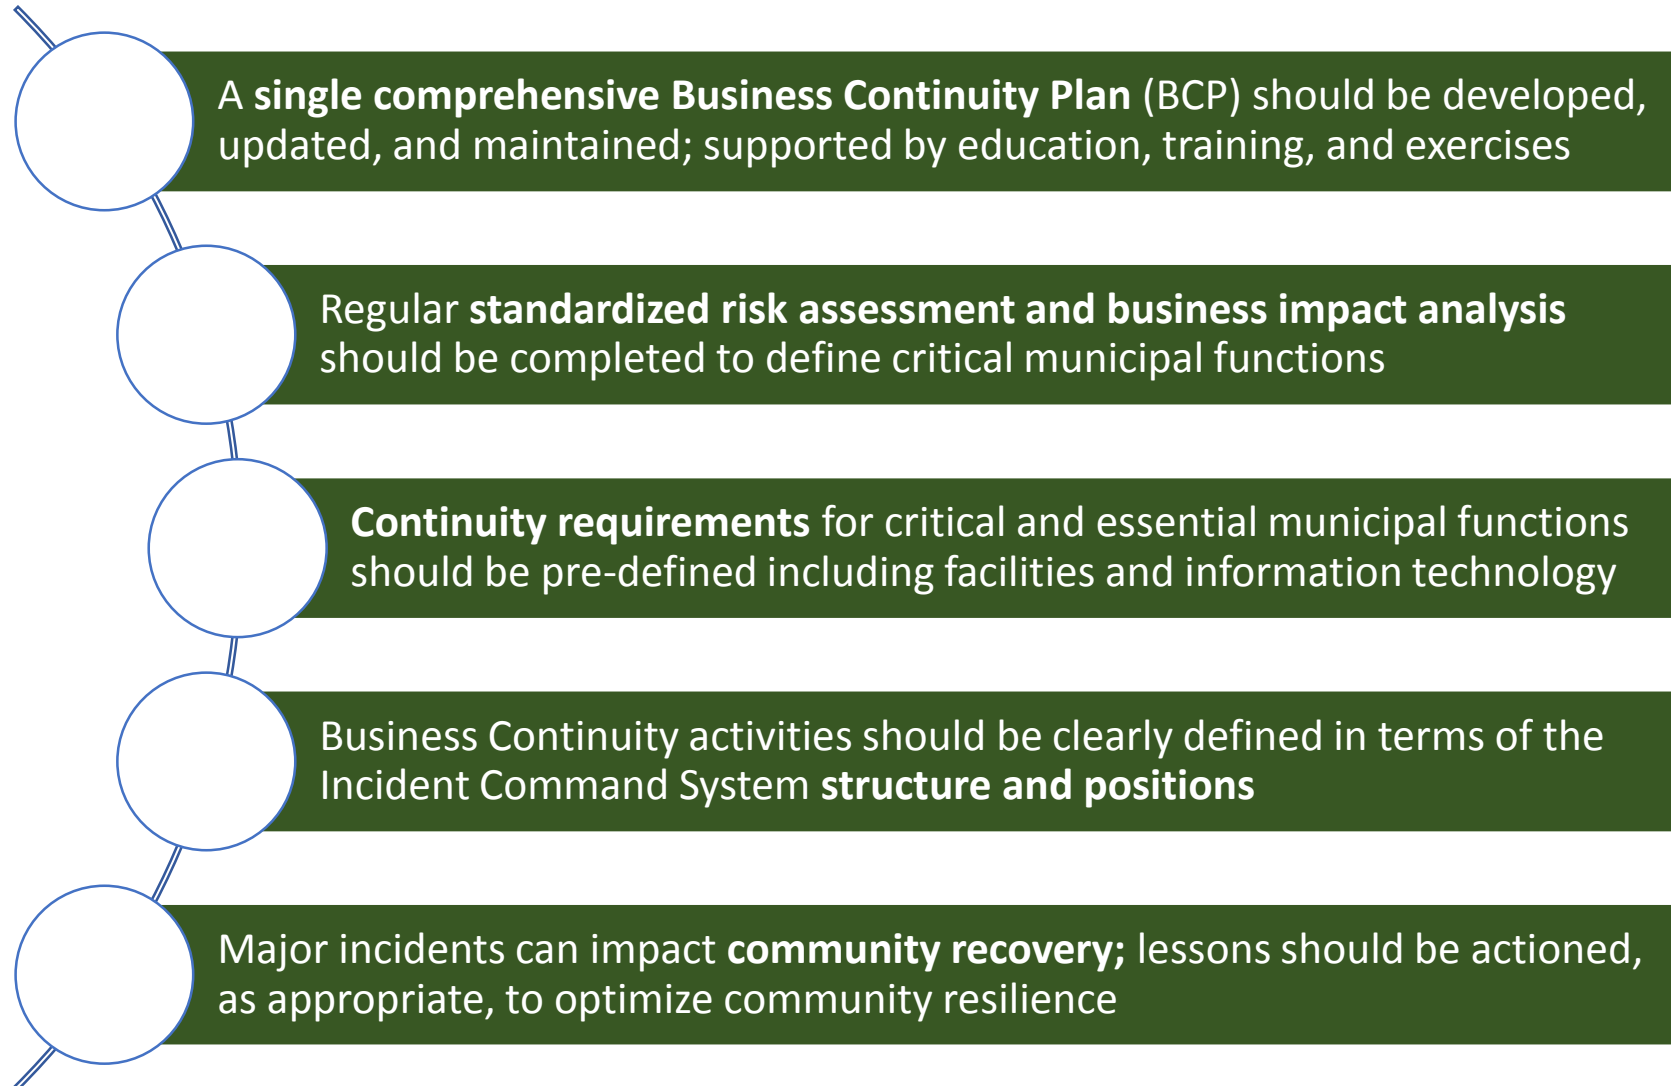 A single comprehensive Business Continuity Plan (BCP) should be developed,
updated, and maintained; supported by education, training, and exercises
Regular standardized risk assessment and business impact analysis
should be completed to define critical municipal functions
Continuity requirements for critical and essential municipal functions
should be pre-defined including facilities and information technology
Business Continuity activities should be clearly defined in terms of the
Incident Command System structure and positions
Major incidents can impact community recovery; lessons should be actioned,
as appropriate, to optimize community resilience